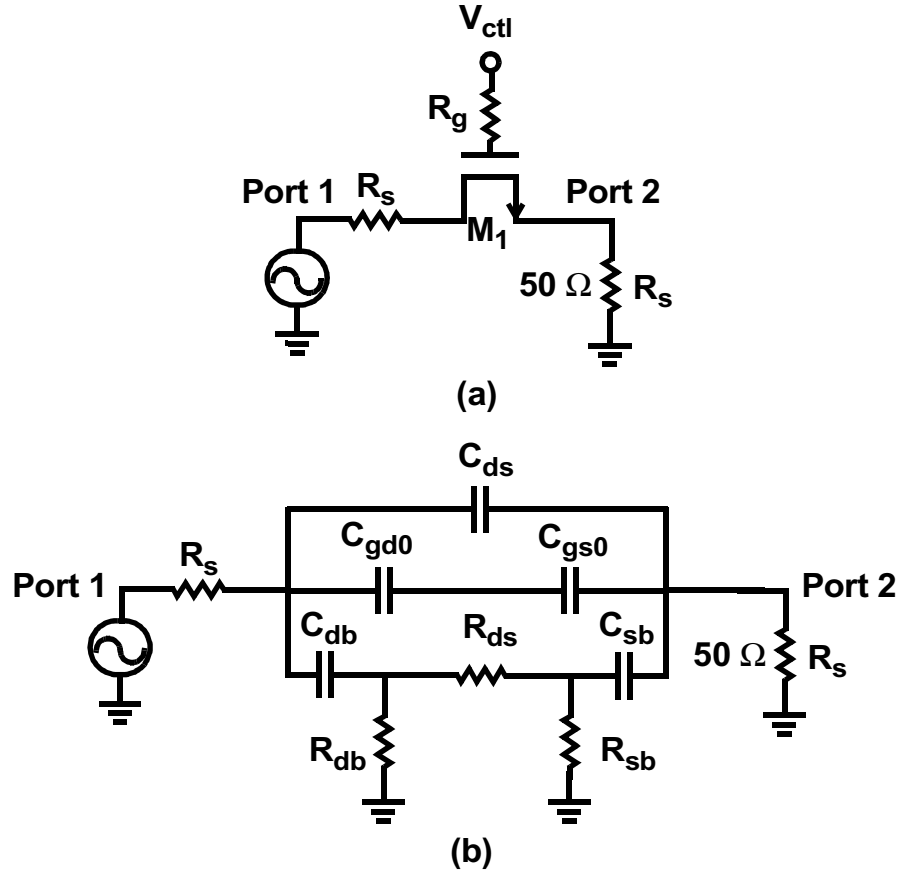 V_ctl
R_g
Port 1
R_s
Port 2
M_1
50 Ω
R_s
(a)
C_ds
C_gd0
C_gs0
Port 1
R_s
Port 2
C_db
R_ds
C_sb
50 Ω
R_s
R_db
R_sb
(b)